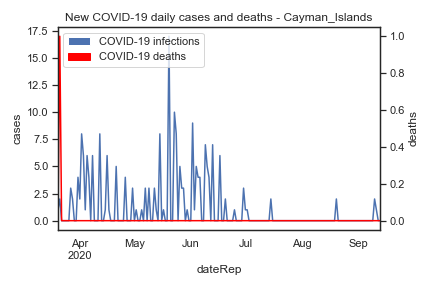 New COVID-19 daily cases and deaths - Cayman_Islands
COVID-19 infections
COVID-19 deaths
17.5
15.0
12.5
10.0
7.5
5.0
2.5
0.0
cases
1.0
0.8
0.6
0.4
0.2
0.0
deaths
Apr May Jun Jul Aug Sep
2020
dateRep